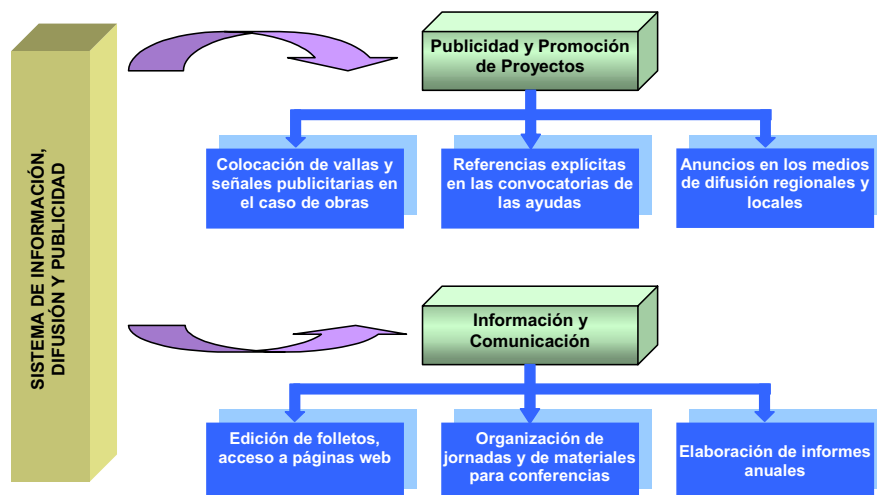 SISTEMA DE INFORMACIÓN,
DIFUSIÓN Y PUBLICIDAD
Publicidad y Promoción
de Proyectos
Colocación de vallas y
señales publicitarias en
el caso de obras
Referencias explícitas
en las convocatorias de
las ayudas
Anuncios en los medios
de difusión regionales y
locales
Información y
Comunicación
Edición de folletos,
acceso a páginas web
Organización de
jornadas y de materiales
para conferencias
Elaboración de informes
anuales